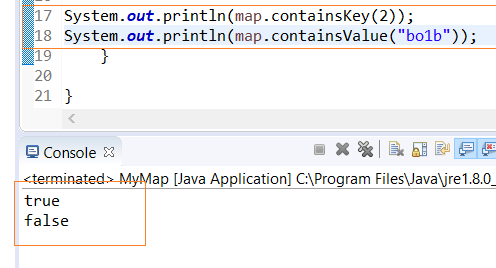 17 System.out.println(map.containsKey(2));
18 System.out.println(map.containsValue("bo1b"));
19 }
20
21 }
Console
<terminated> MyMap [Java Application] C:\Program Files\Java\jre1.8.0_
true
false